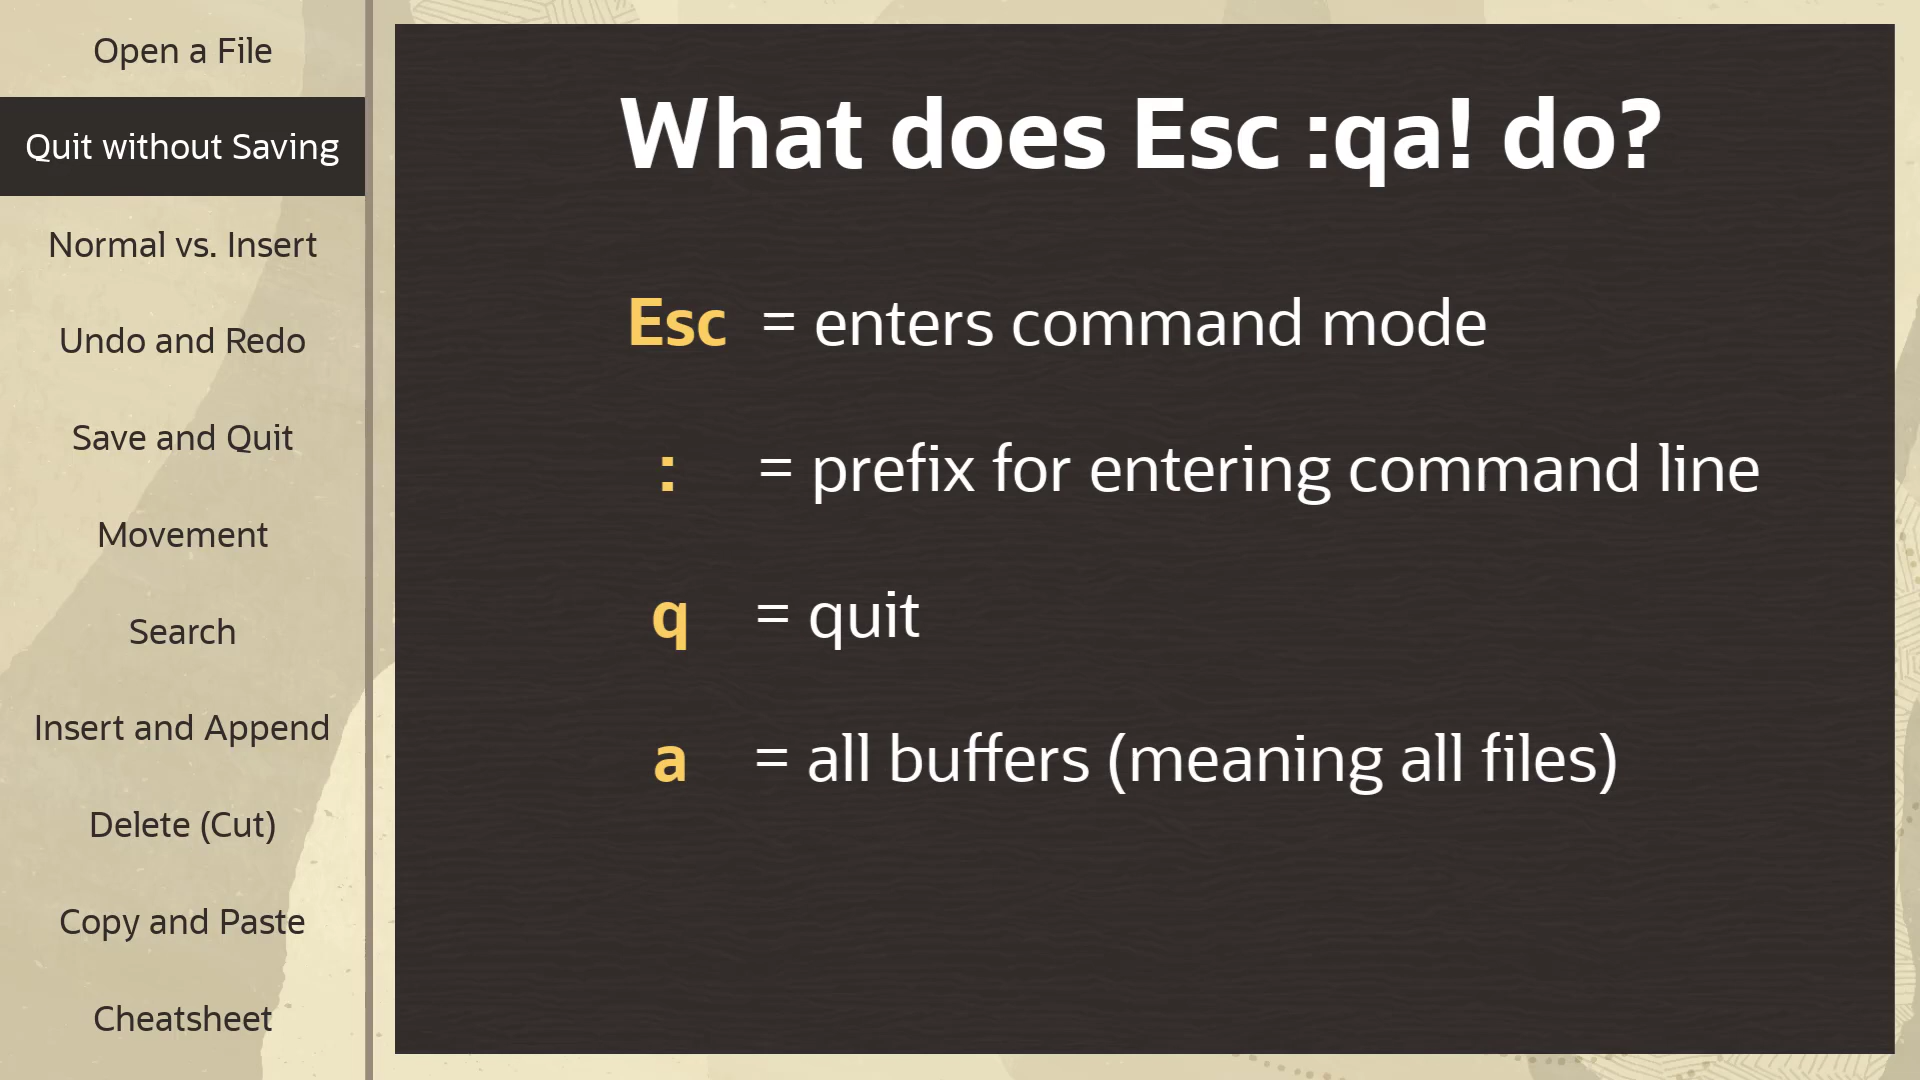 Open a File
Quit without Saving
Normal vs. Insert
Undo and Redo
Save and Quit
Movement
Search
Insert and Append
Delete (Cut)
Copy and Paste
Cheatsheet
What does Esc :qa! do?
Esc = enters command mode
: = prefix for entering command line
q = quit
a = all buffers (meaning all files)